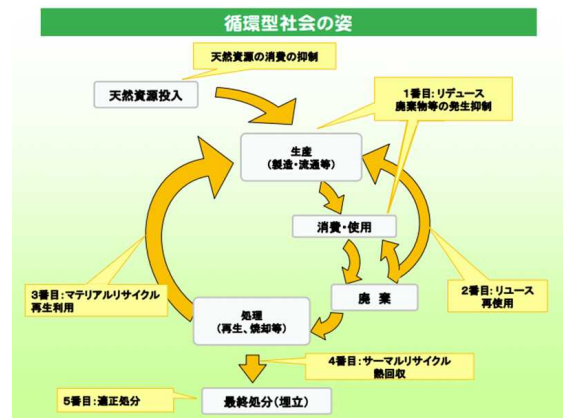 循環型社会の姿
天然資源の消費の抑制
天然資源投入
1番目:リデュース
廃棄物等の発生抑制
生産
(製造・流通等)
消費・使用
3番目:マテリアルリサイクル
再生利用
廃棄
2番目:リユース
再使用
処理
(再生、焼却等)
4番目:サーマルリサイクル
熱回収
5番目:適正処分
最終処分(埋立)